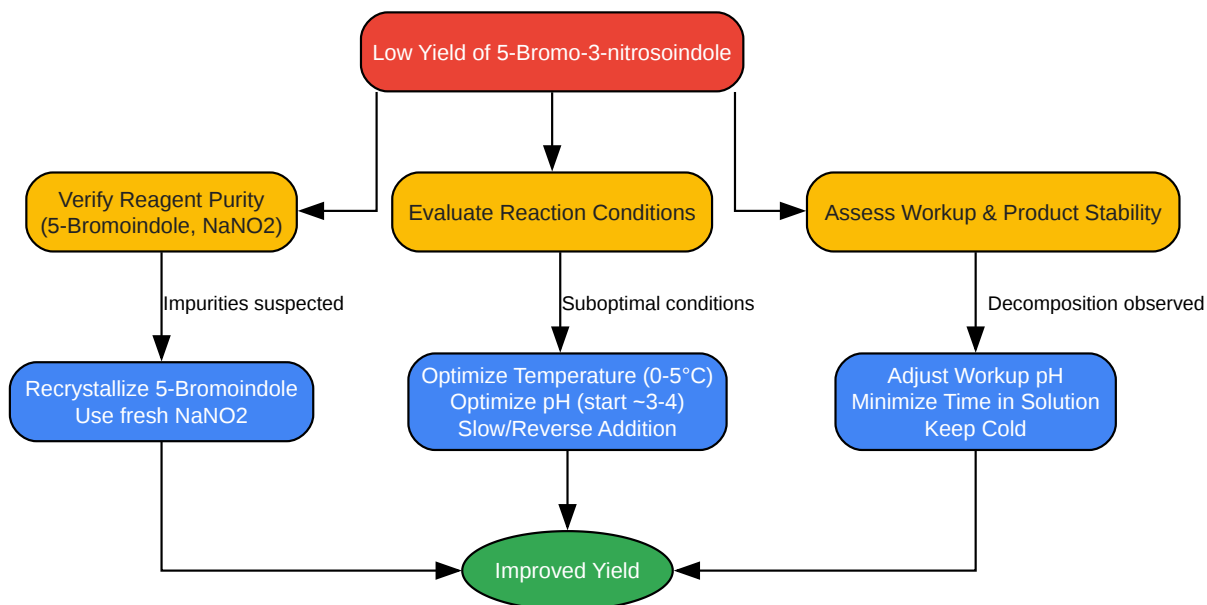 Low Yield of 5-Bromo-3-nitrosoindole
Verify Reagent Purity
(5-Bromoindole, NaNO2)
Evaluate Reaction Conditions
Assess Workup & Product Stability
Impurities suspected
Suboptimal conditions
Decomposition observed
Recrystallize 5-Bromoindole
Use fresh NaNO2
Optimize Temperature (0-5°C)
Optimize pH (start ~3-4)
Slow/Reverse Addition
Adjust Workup pH
Minimize Time in Solution
Keep Cold
Improved Yield